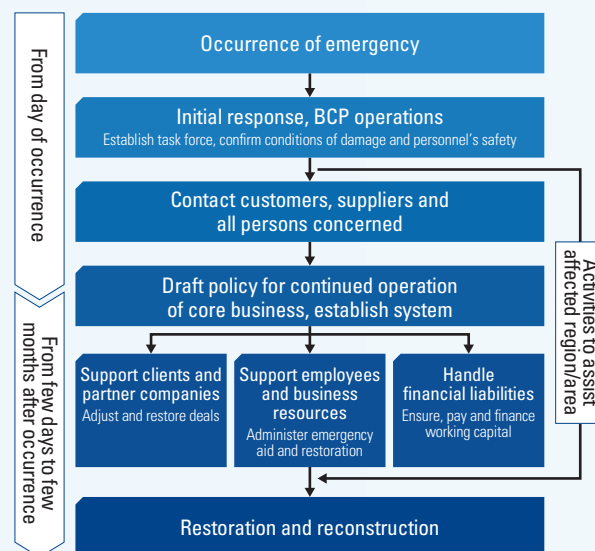 Occurrence of emergency
From day of occurrence
Initial response, BCP operations
Establish task force, confirm conditions of damage and personnel's safety
Contact customers, suppliers and
all persons concerned
Draft policy for continued operation
of core business, establish system
Activities to assist
affected region/area
From few days to few
months after occurrence
Support clients and
partner companies
Adjust and restore deals
Support employees
and business
resources
Administer emergency
aid and restoration
Handle
financial liabilities
Ensure, pay and finance
working capital
Restoration and reconstruction